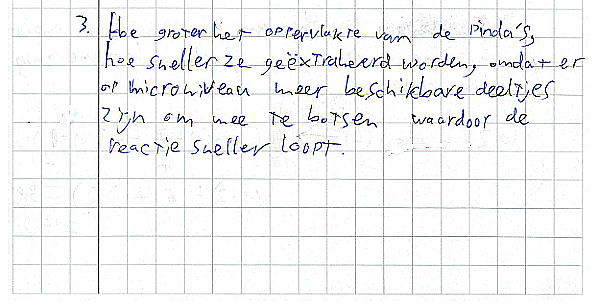 3. Hoe groter het oppervlakte van de pinda's,
hoe sneller ze geëxtraheerd worden, omdat er
op microniveau meer beschikbare deeltjes
zijn om mee te botsen waardoor de
reactie sneller loopt.